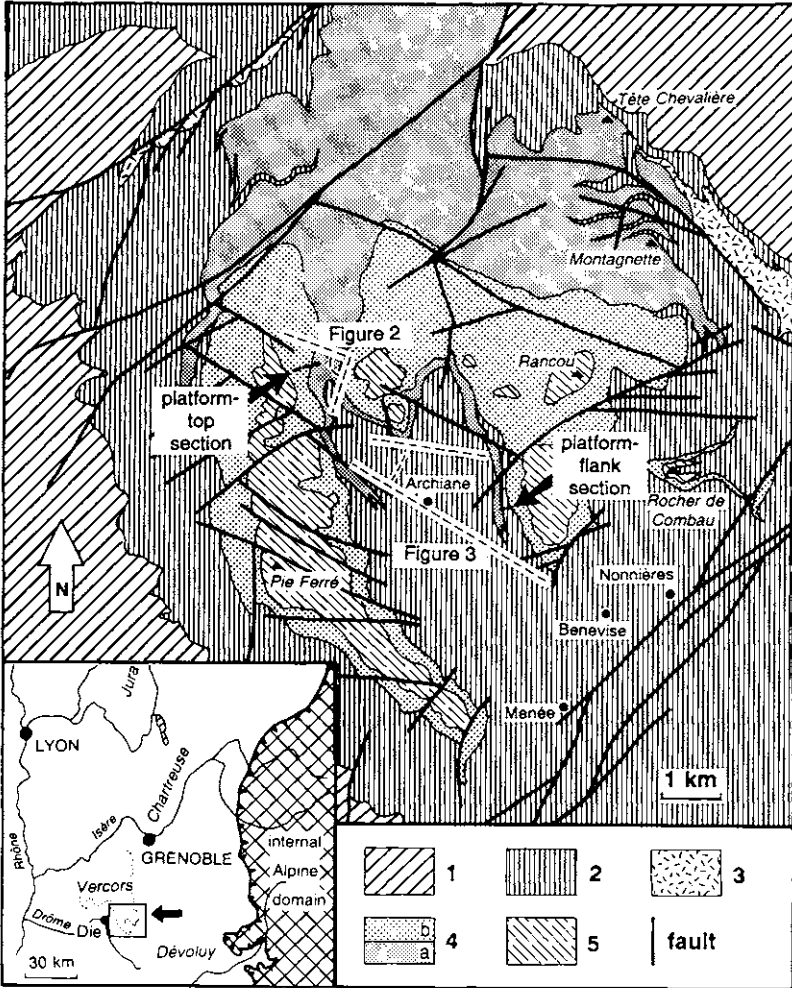 Tête Chevalière
Montagnette
Figure 2
Rancou
platform-
top
section
platform-
flank
section
Archiane
Rocher de
Combau
Figure 3
N
Pie Ferré
Nonnières
Benevise
Menée
1 km
Jura
LYON
Chartreuse
Isère
Rhône
GRENOBLE
internal
Alpine
domain
Vercors
Drôme
Die
Dévoluy
30 km
1
2
3
b
a
4
5
fault